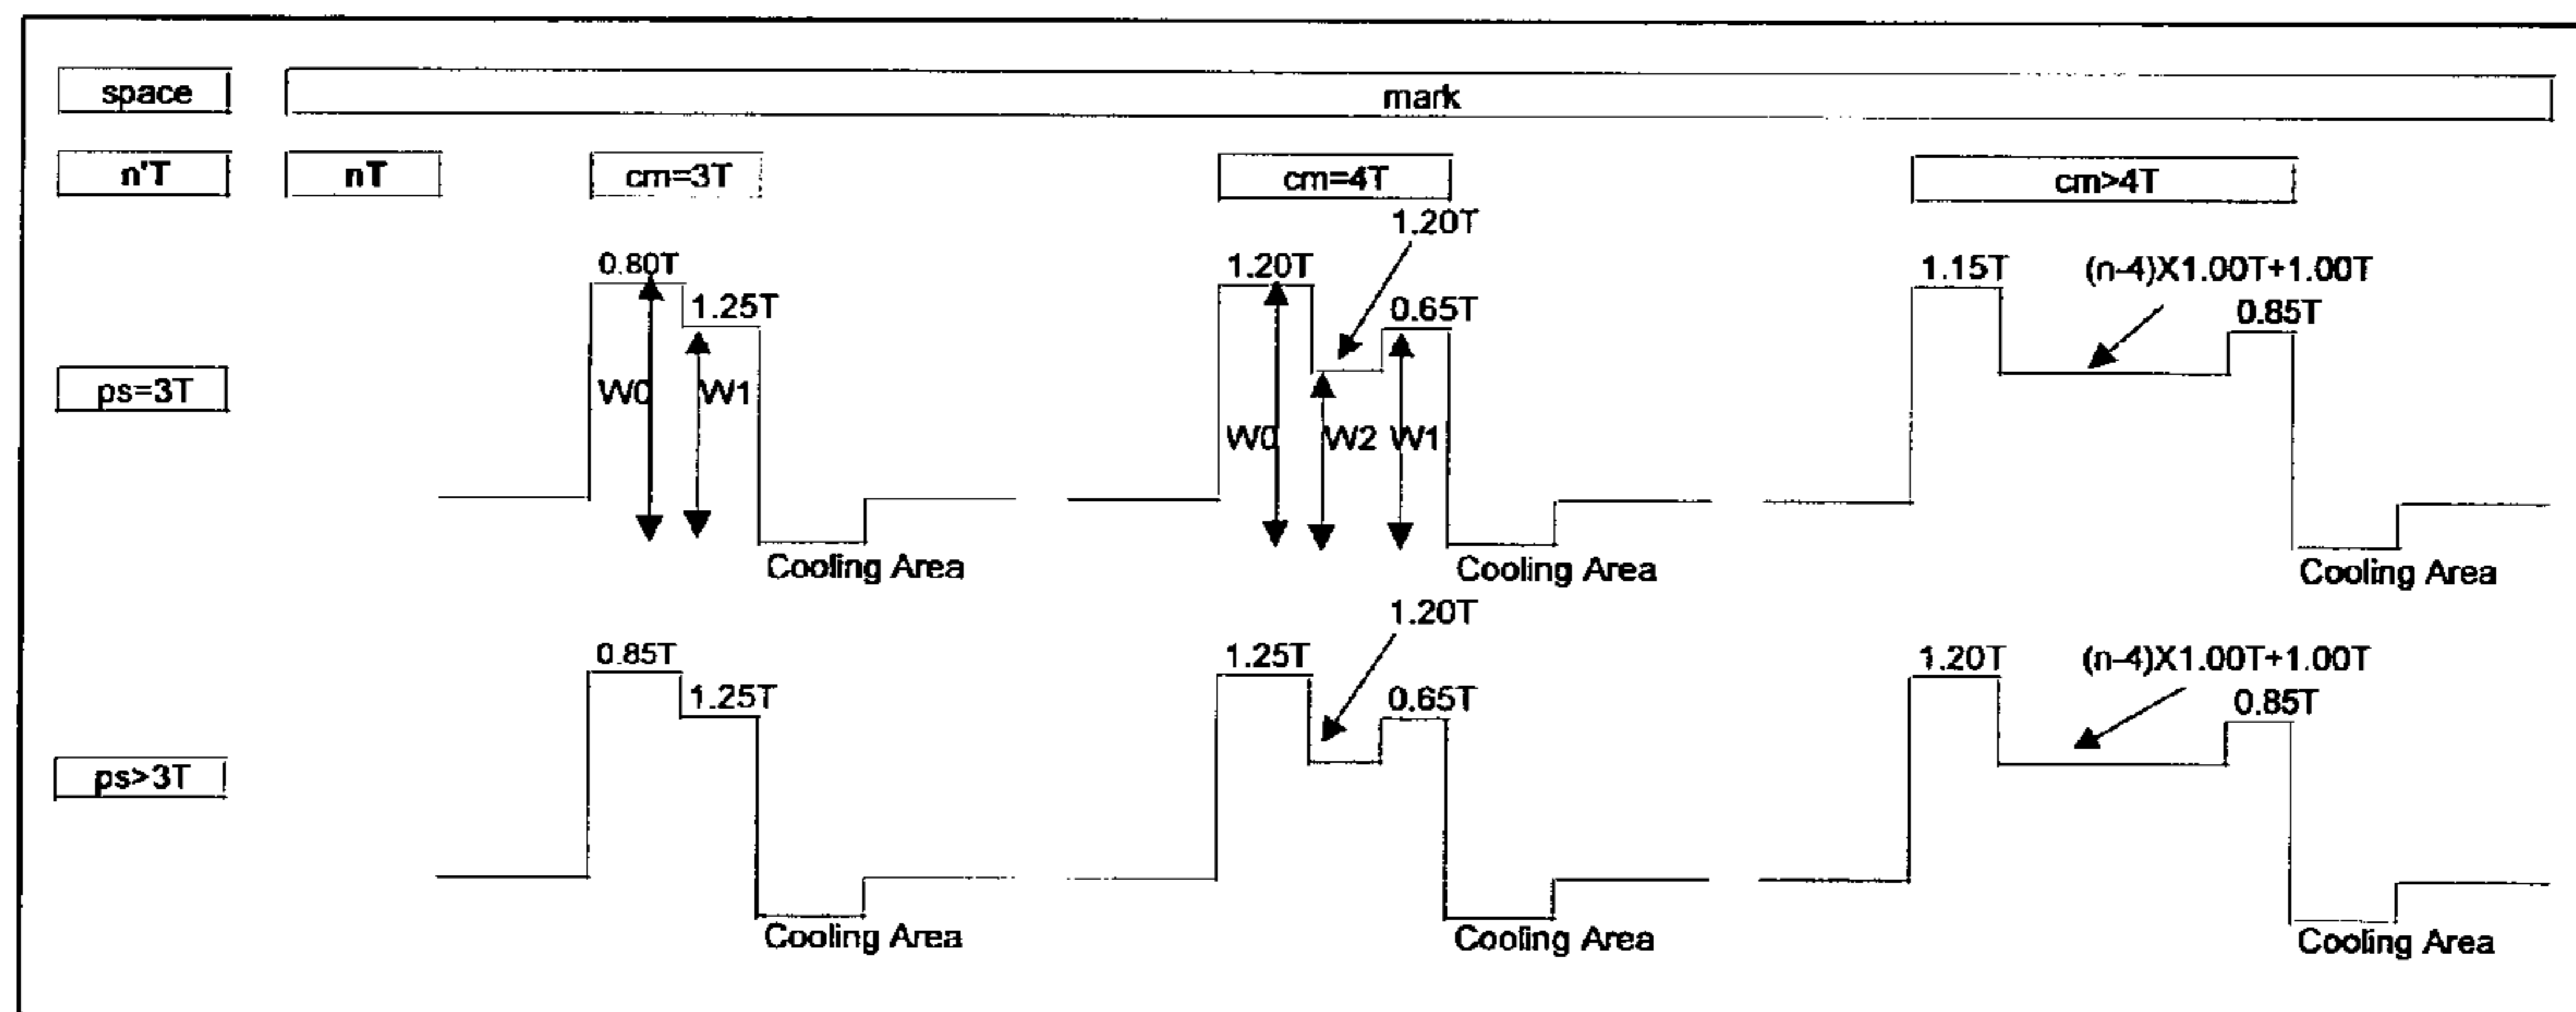 space
mark
n'T
nT
cm=3T
cm=4T
cm>4T
1.20T
0.80T
1.20T
1.15T
(n-4)X1.00T+1.00T
1.25T
0.65T
0.85T
ps=3T
W0
W1
W0
W2
W1
Cooling Area
Cooling Area
Cooling Area
1.20T
0.85T
1.25T
1.20T
(n-4)X1.00T+1.00T
1.25T
0.65T
0.85T
ps>3T
Cooling Area
Cooling Area
Cooling Area